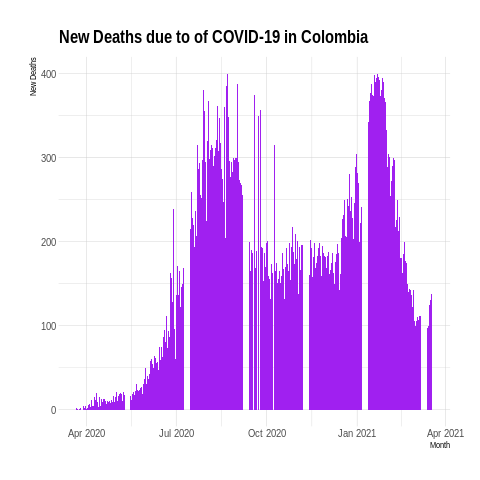 New Deaths due to of COVID-19 in Colombia
New Deaths
400
300
200
100
0
Apr 2020
Jul 2020
Oct 2020
Jan 2021
Apr 2021
Month